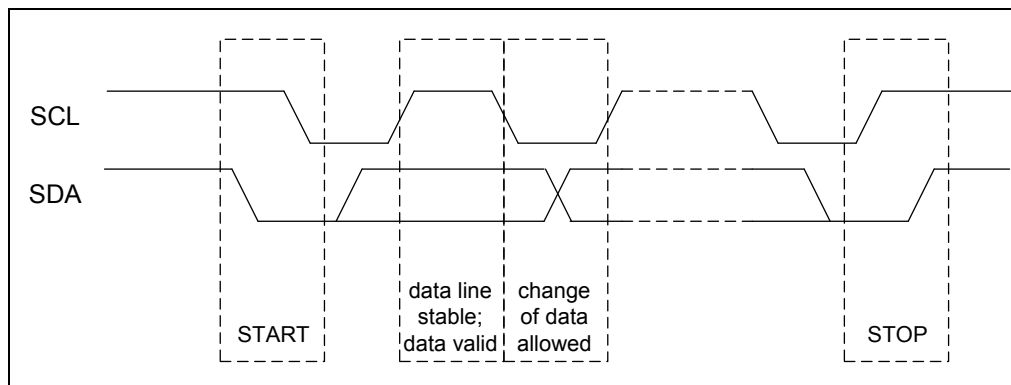 SCL
SDA
START
data line
stable;
data valid
change
of data
allowed
STOP